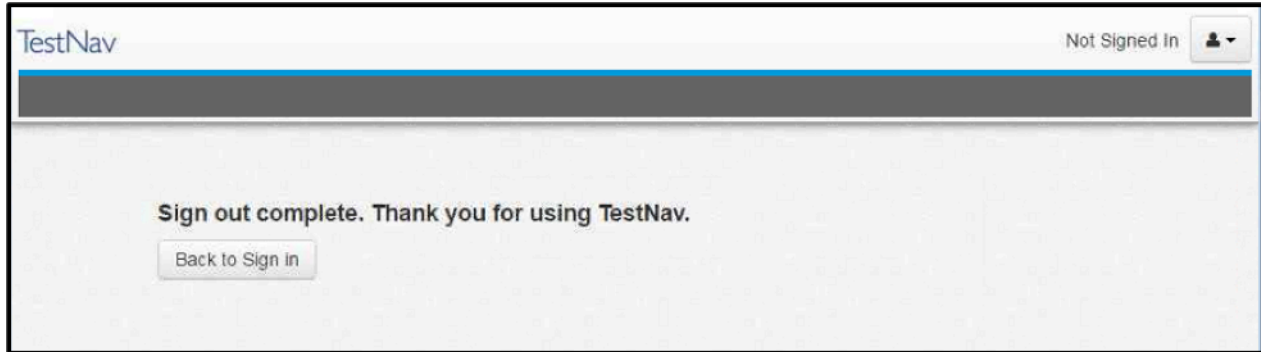 TestNav
Not Signed In
Sign out complete. Thank you for using TestNav.
Back to Sign in